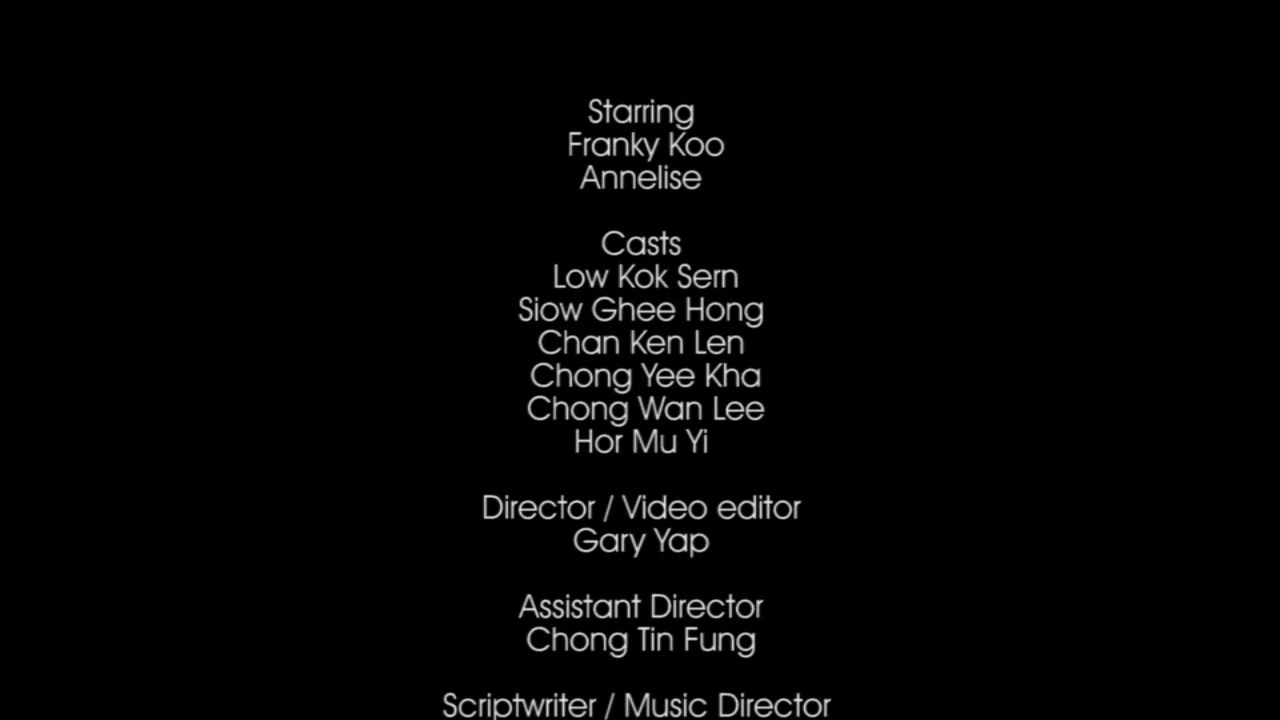 Starring
Franky Koo
Annelise
Casts
Low Kok Sern
Siow Ghee Hong
Chan Ken Len
Chong Yee Kha
Chong Wan Lee
Hor Mu Yi
Director / Video editor
Gary Yap
Assistant Director
Chong Tin Fung
Scriptwriter / Music Director